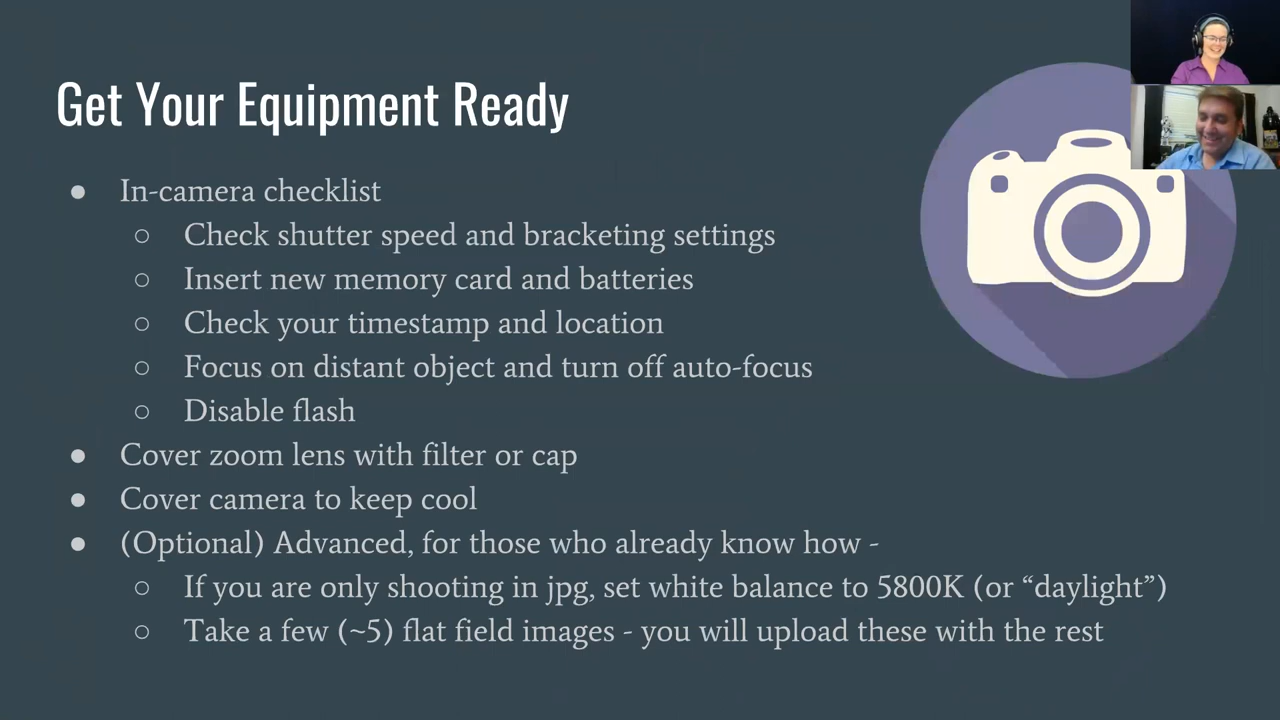 Get Your Equipment Ready
● In-camera checklist
○ Check shutter speed and bracketing settings
○ Insert new memory card and batteries
○ Check your timestamp and location
○ Focus on distant object and turn off auto-focus
○ Disable flash
● Cover zoom lens with filter or cap
● Cover camera to keep cool
● (Optional) Advanced, for those who already know how -
○ If you are only shooting in jpg, set white balance to 5800K (or “daylight”)
○ Take a few (~5) flat field images - you will upload these with the rest